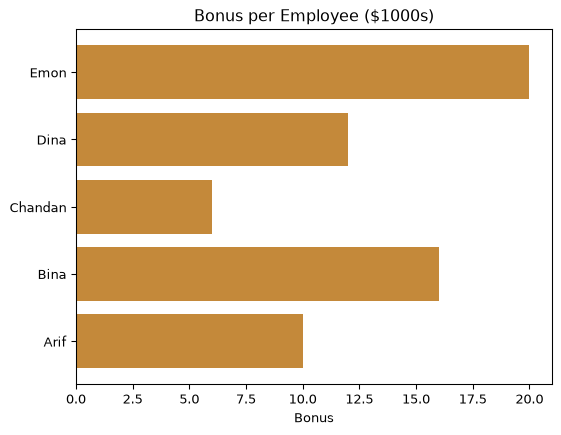 Bonus per Employee ($1000s)
Emon
Dina
Chandan
Bina
Arif
0.0 2.5 5.0 7.5 10.0 12.5 15.0 17.5 20.0
Bonus